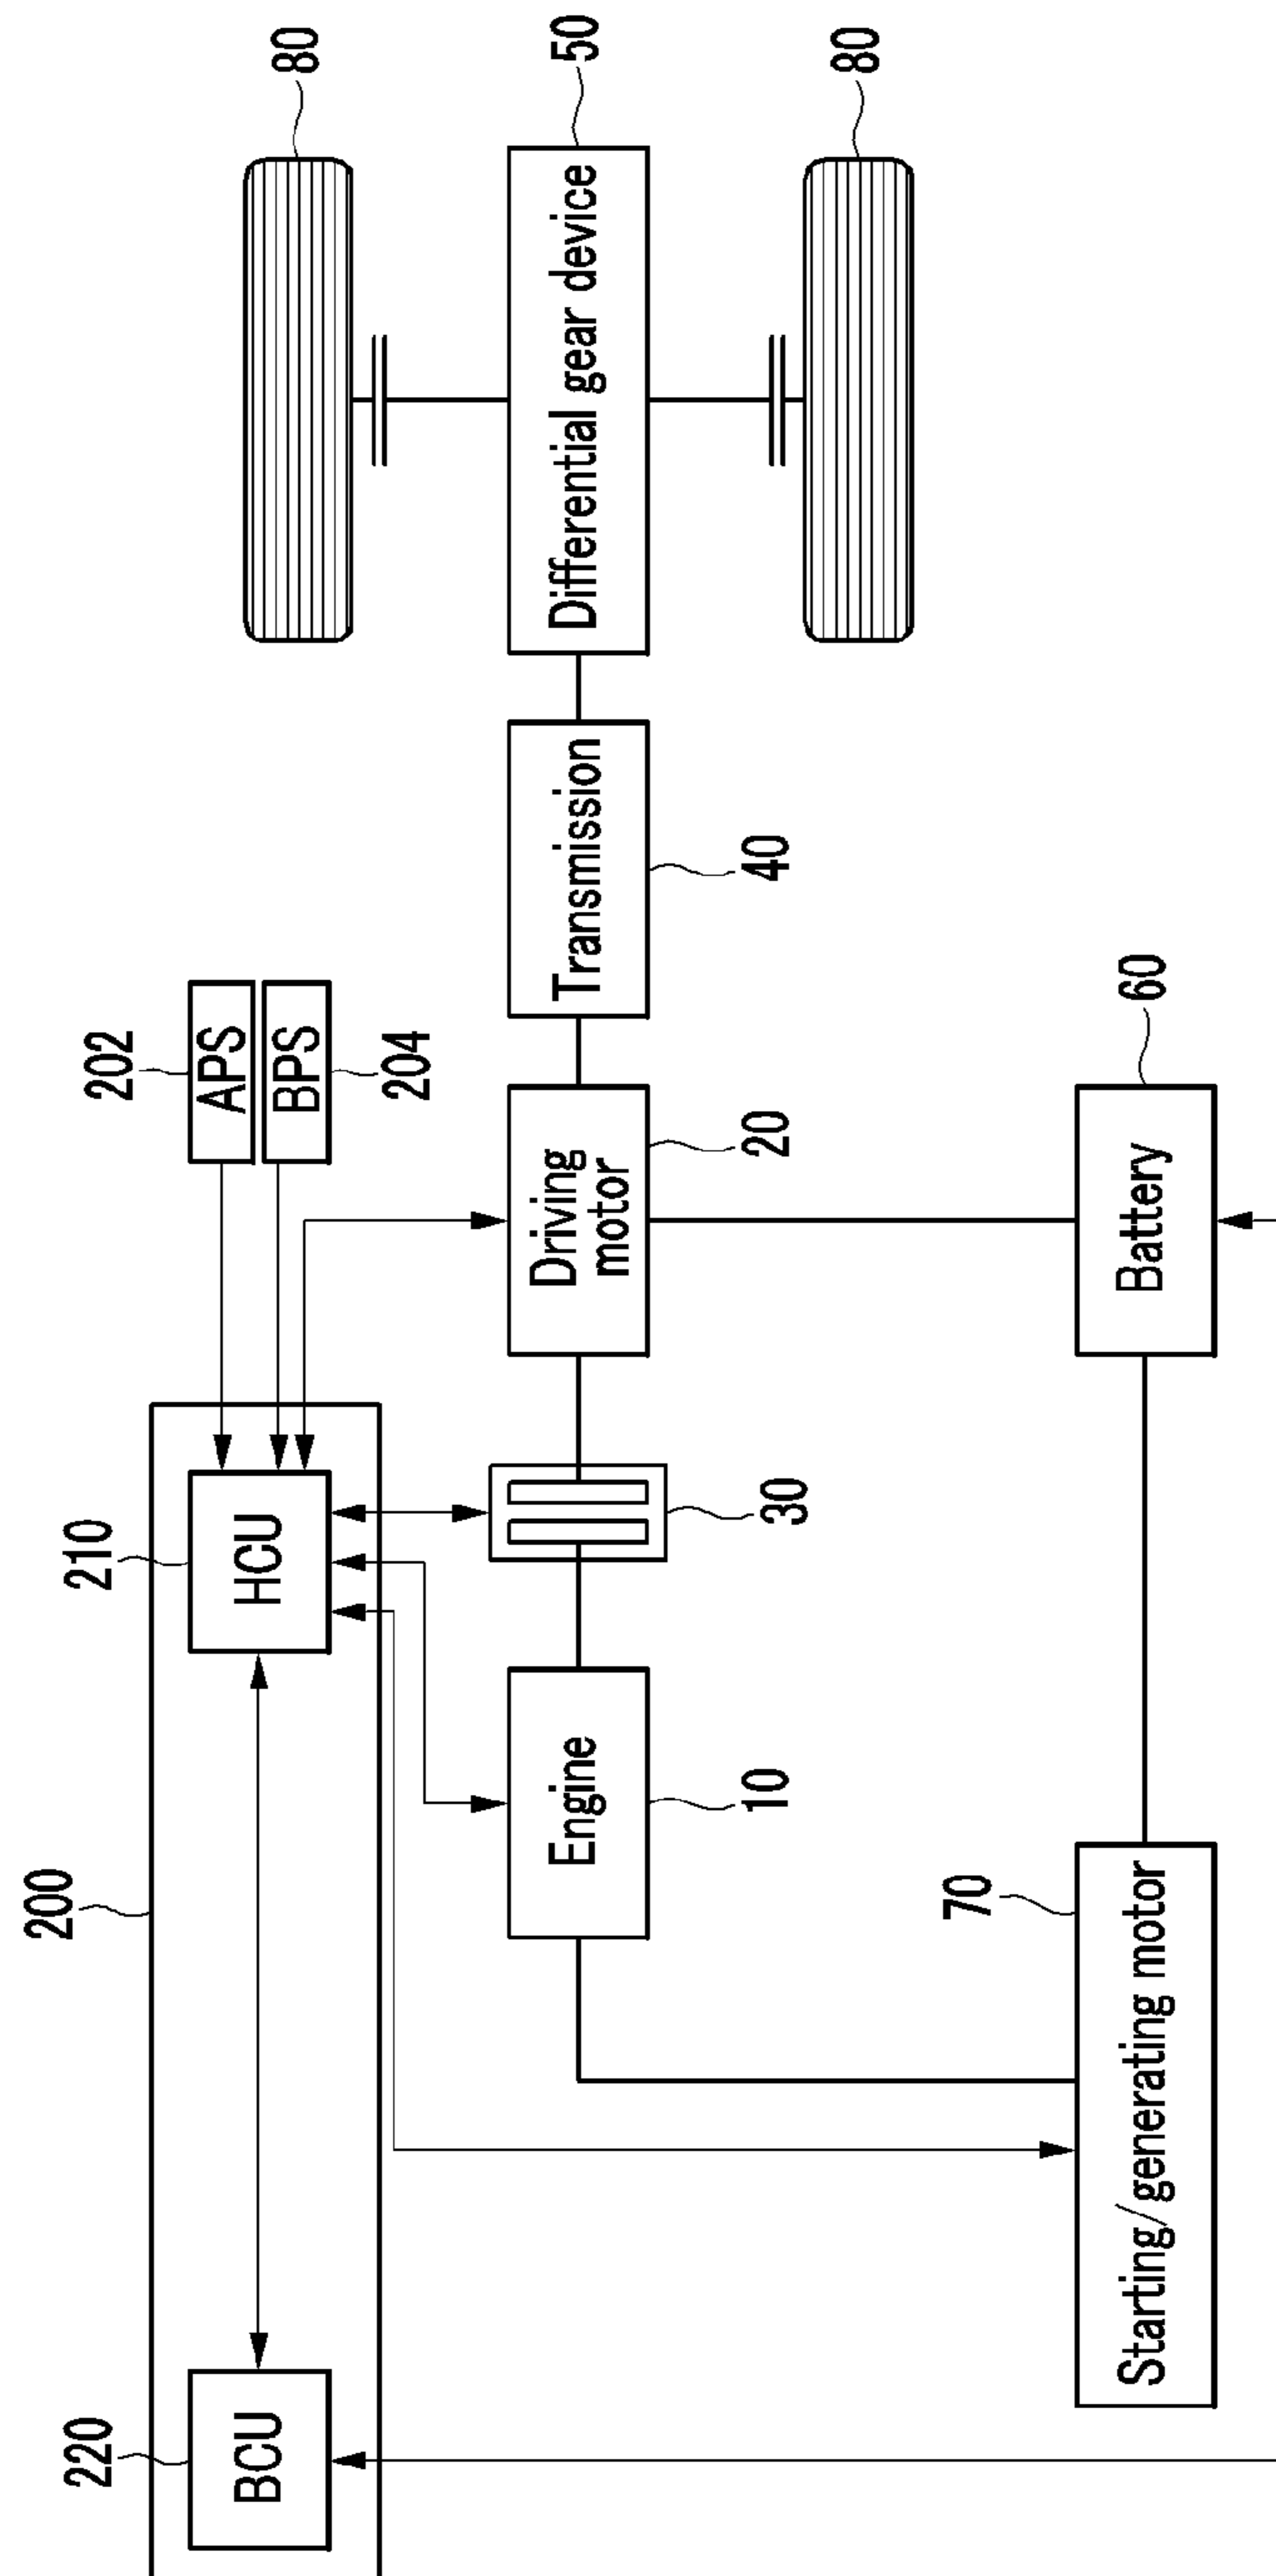 200
220
BCU
210
HCU
202
APS
BPS
204
80
Engine
10
30
Driving
motor
20
Transmission
40
Differential gear device
50
80
70
Starting/generating motor
Battery
60